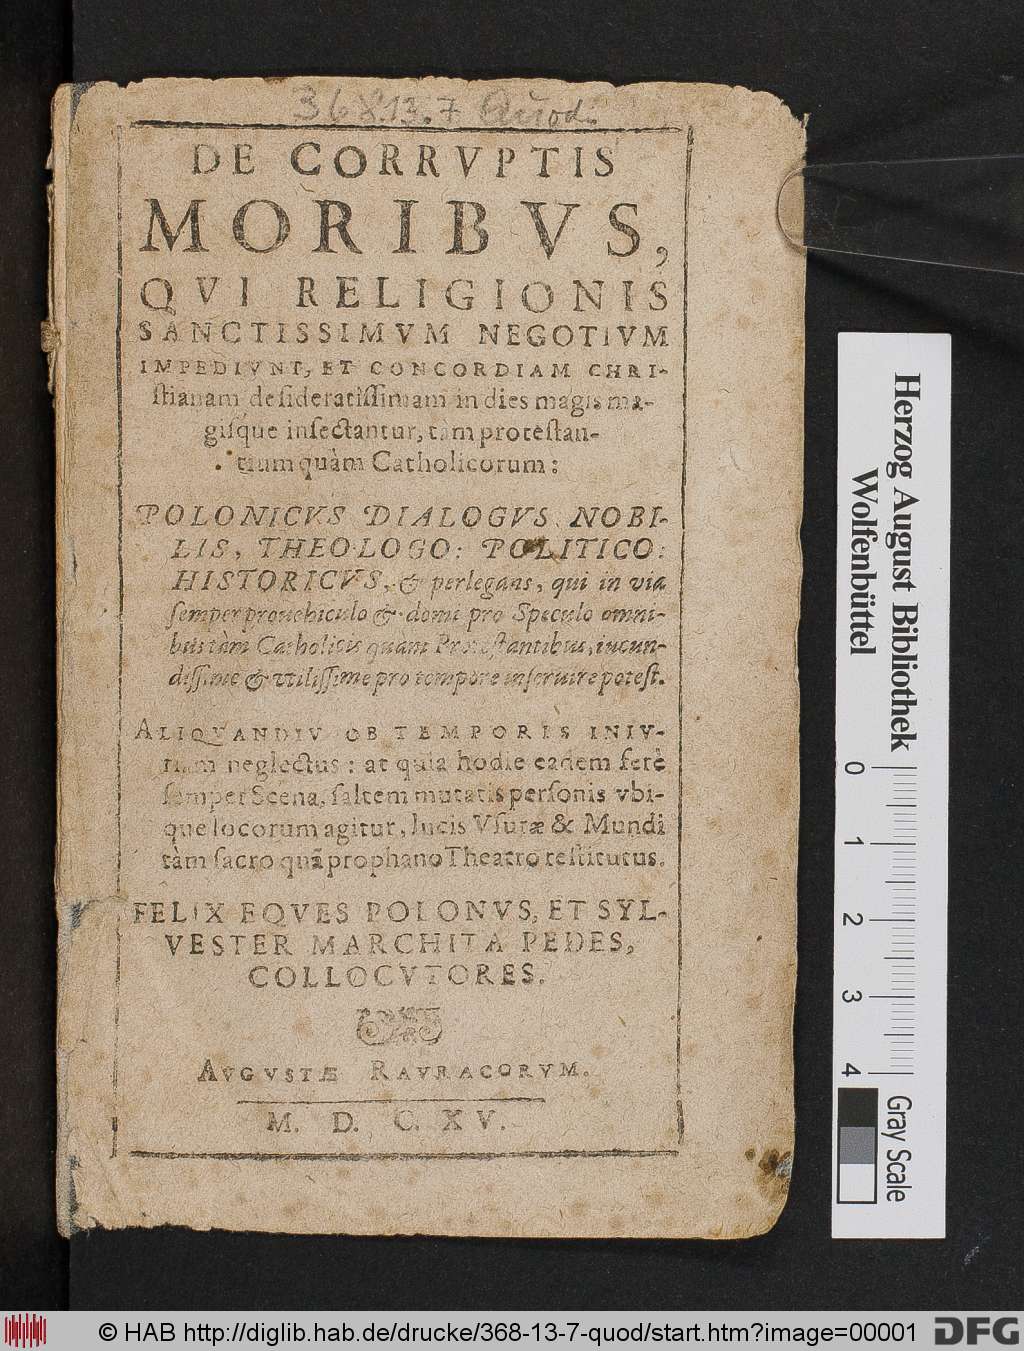 368.13.7 Quod.
DE CORRVPTIS
MORIBVS,
QVI RELIGIONIS
SANCTISSIMVM NEGOTIVM
IMPEDIVNT, ET CONCORDIAM CHRI-
stianam desideratissimam in dies magis ma-
gisque insectantur, tàm protestan-
tium quàm Catholicorum:
POLONICVS DIALOGVS NOBI-
LIS, THEOLOGO: POLITICO:
HISTORICVS, & perlegans, qui in via
semper pro vehiculo & domi pro Speculo omni-
bus tàm Catholicis quàm Protestantibus, iucun-
dissime & vtilissime pro tempore inseruire potest.
ALIQVANDIV OB TEMPORIS INIV-
riam neglectus: at quia hodie eadem ferè
semper Scena, saltem mutatis personis vbi-
que locorum agitur, lucis Vsuræ & Mundi
tàm sacro quã prophano Theatro restitutus.
FELIX EQVES POLONVS, ET SYL-
VESTER MARCHITA PEDES,
COLLOCVTORES.
AVGVSTÆ RAVRACORVM.
M. D. C. XV.
Herzog August Bibliothek
Wolfenbüttel
0 1 2 3 4
Gray Scale
© HAB http://diglib.hab.de/drucke/368-13-7-quod/start.htm?image=00001
DFG